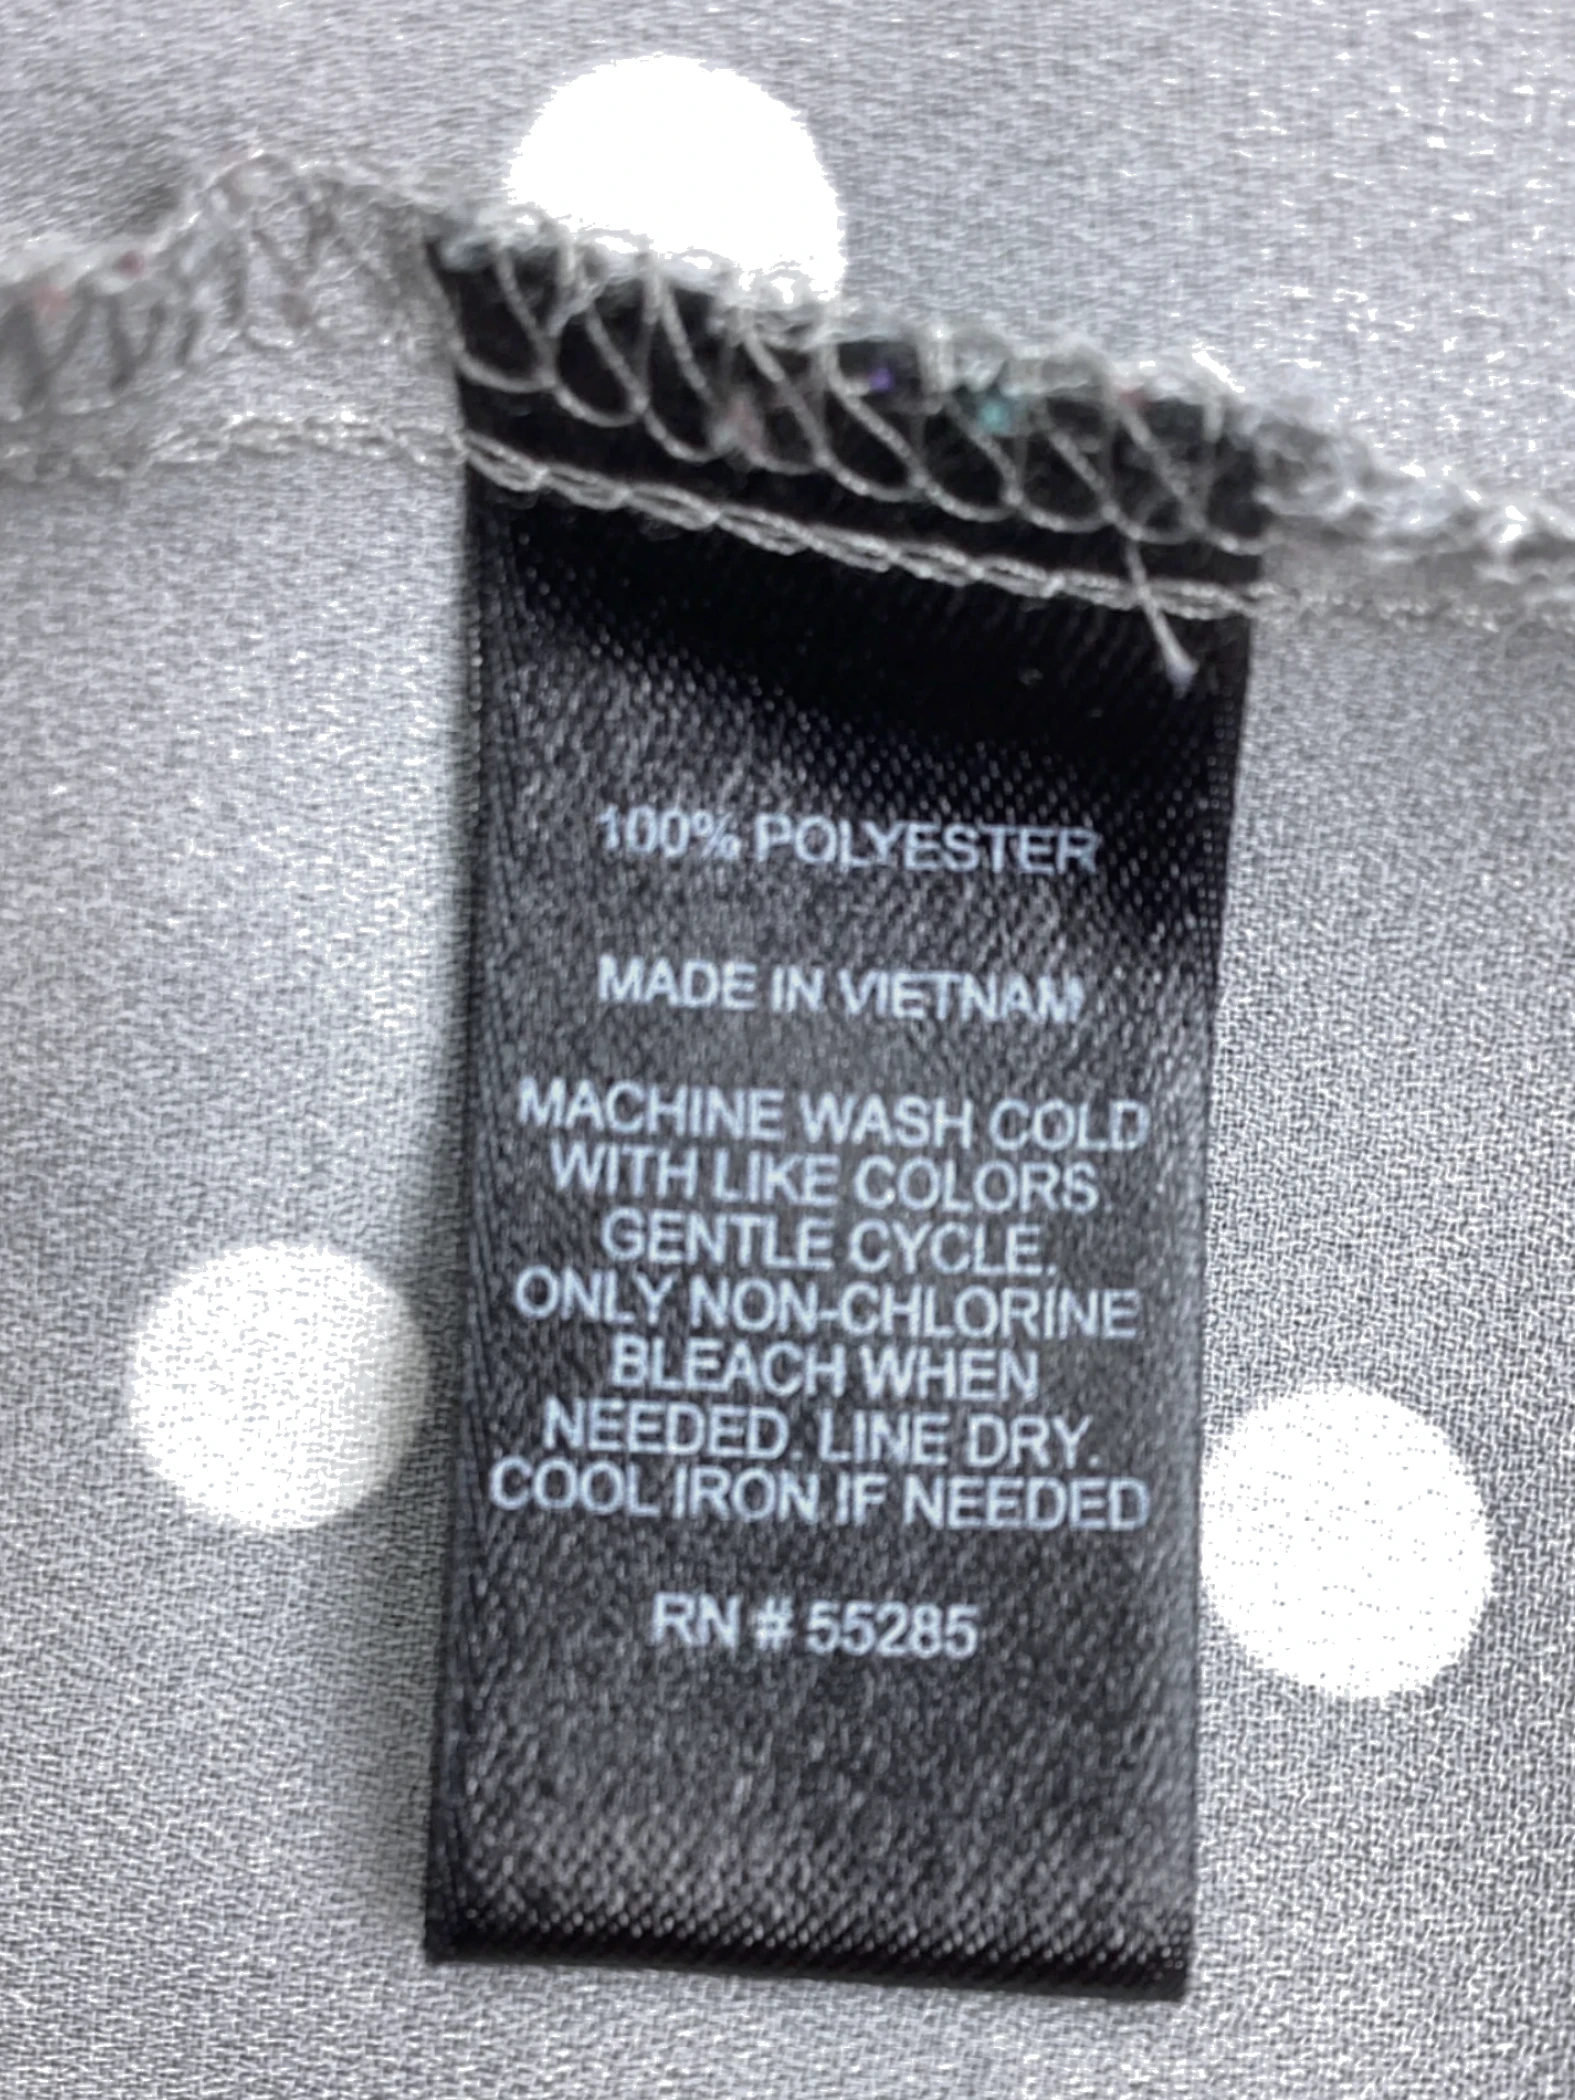 100% POLYESTER
MADE IN VIETNAM
MACHINE WASH COLD
WITH LIKE COLORS.
GENTLE CYCLE.
ONLY NON-CHLORINE
BLEACH WHEN
NEEDED. LINE DRY.
COOL IRON IF NEEDED
RN # 55285